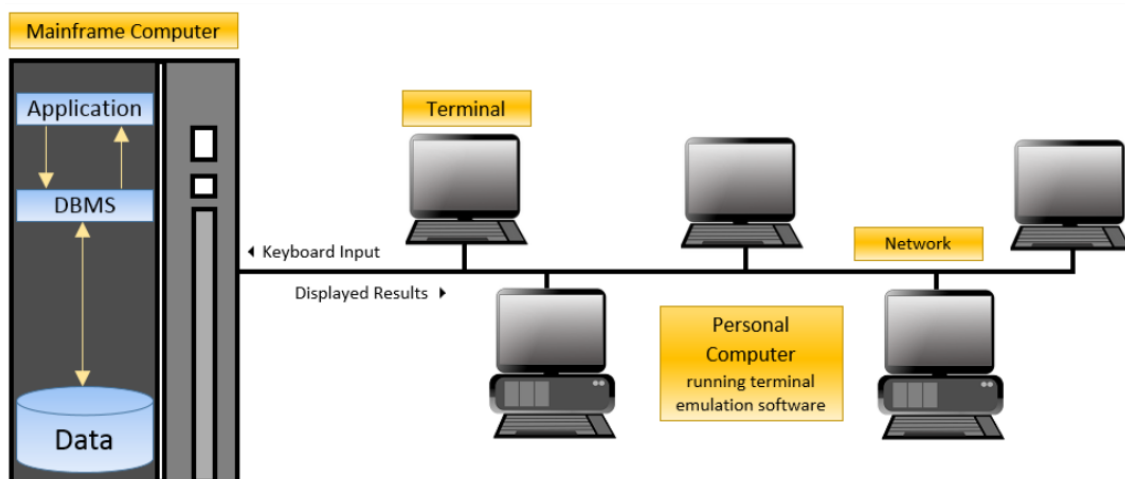 Mainframe Computer
Application
DBMS
Data
Terminal
Keyboard Input
Displayed Results
Network
Personal
Computer
running terminal
emulation software